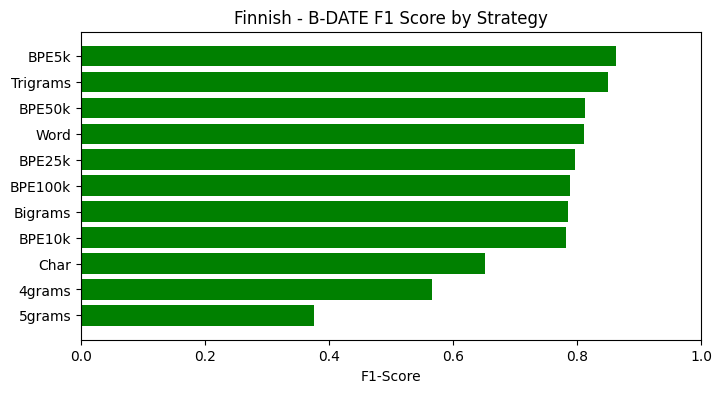 Finnish - B-DATE F1 Score by Strategy
BPE5k
Trigrams
BPE50k
Word
BPE25k
BPE100k
Bigrams
BPE10k
Char
4grams
5grams
0.0 0.2 0.4 0.6 0.8 1.0
F1-Score